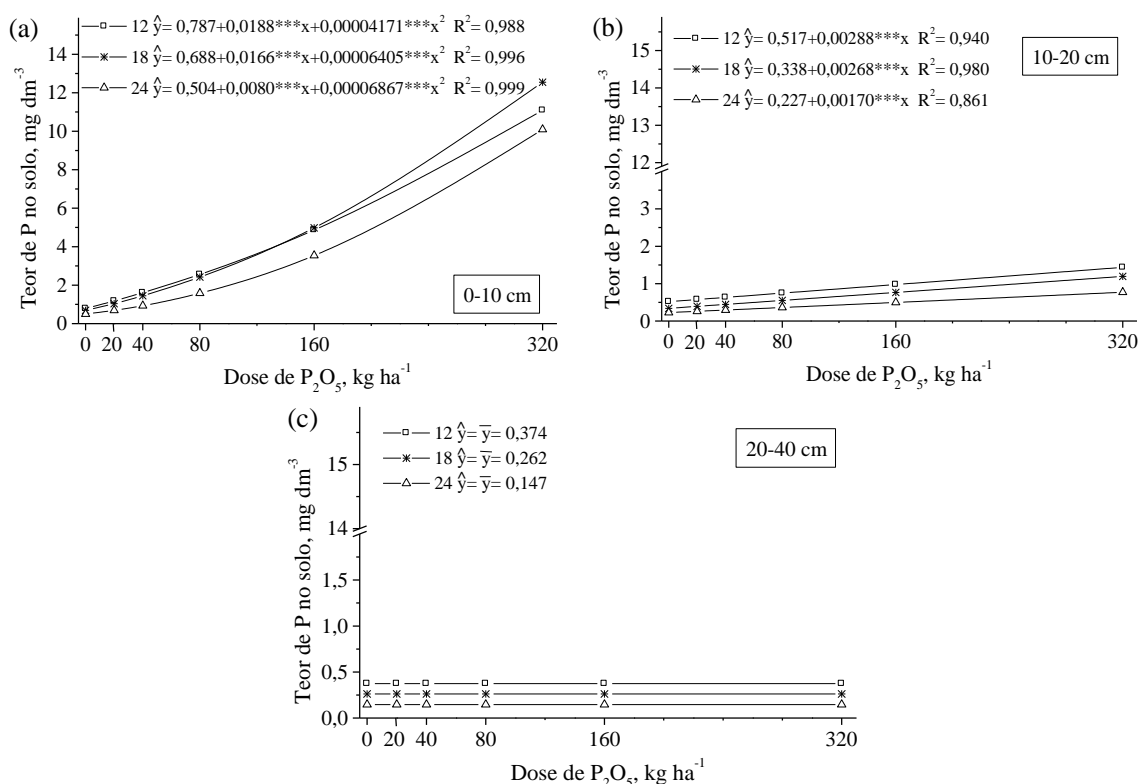 (a)
12 ŷ= 0,787+0,0188***x+0,00004171***x² R²= 0,988
18 ŷ= 0,688+0,0166***x+0,00006405***x² R²= 0,996
24 ŷ= 0,504+0,0080***x+0,00006867***x² R²= 0,999
14
12
10
8
6
4
2
0
Teor de P no solo, mg dm⁻³
0-10 cm
0 20 40 80 160 320
Dose de P₂O₅, kg ha⁻¹
(b)
12 ŷ= 0,517+0,00288***x R²= 0,940
18 ŷ= 0,338+0,00268***x R²= 0,980
24 ŷ= 0,227+0,00170***x R²= 0,861
10-20 cm
15
14
13
12
3
2
1
0
Teor de P no solo, mg dm⁻³
0 20 40 80 160 320
Dose de P₂O₅, kg ha⁻¹
(c)
12 ŷ= y̅= 0,374
18 ŷ= y̅= 0,262
24 ŷ= y̅= 0,147
20-40 cm
15
14
1,5
1,0
0,5
0,0
Teor de P no solo, mg dm⁻³
0 20 40 80 160 320
Dose de P₂O₅, kg ha⁻¹